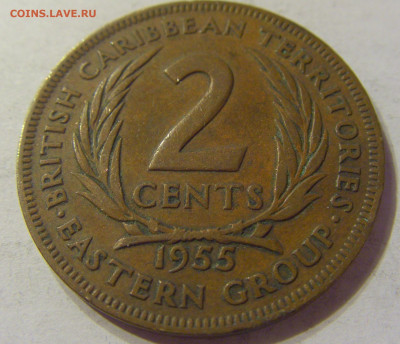 COINS.LAVE.RU
BRITISH CARIBBEAN TERRITORIES
2
CENTS
1955
EASTERN GROUP